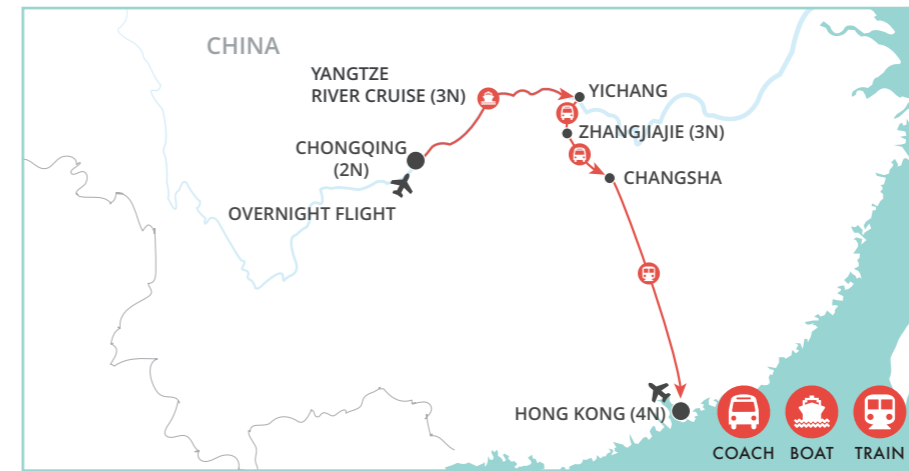 CHINA
YANGTZE
RIVER CRUISE (3N)
YICHANG
ZHANGJIAJIE (3N)
CHONGQING
(2N)
CHANGSHA
OVERNIGHT FLIGHT
HONG KONG (4N)
COACH
BOAT
TRAIN